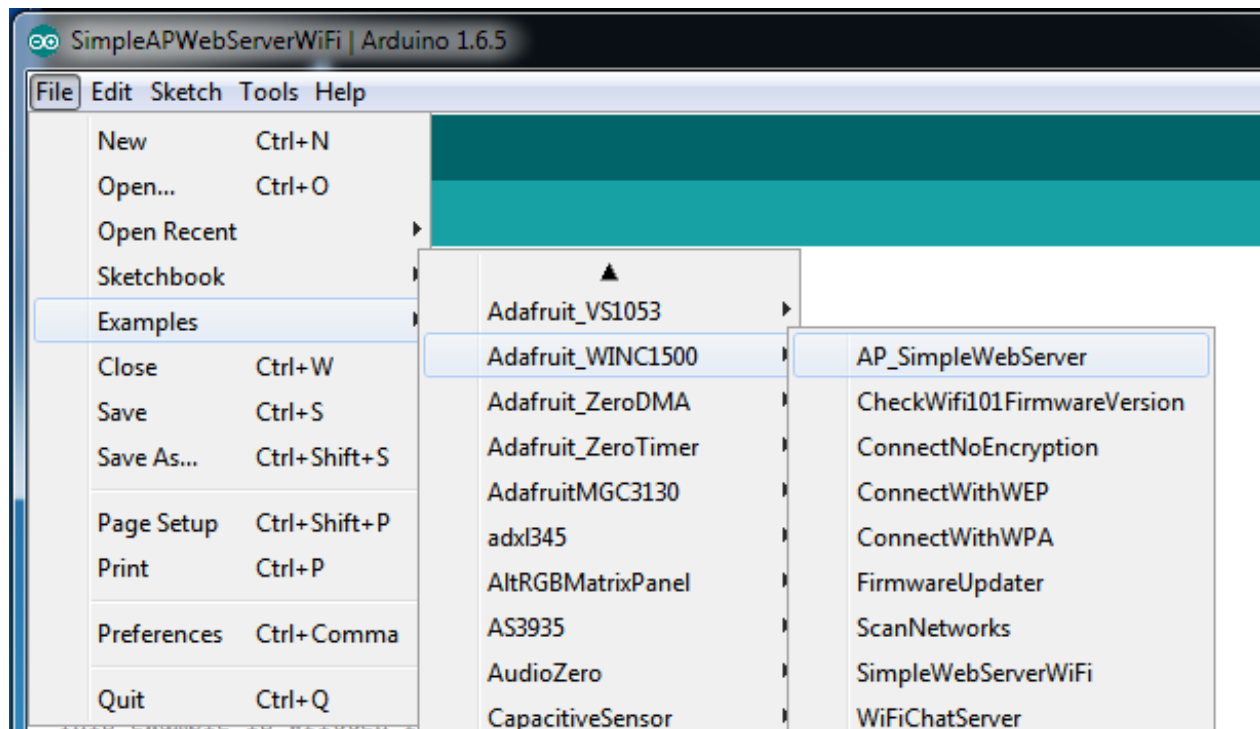 SimpleAPWebServerWiFi | Arduino 1.6.5
File Edit Sketch Tools Help
New Ctrl+N
Open... Ctrl+O
Open Recent
Sketchbook
Examples
Close Ctrl+W
Save Ctrl+S
Save As... Ctrl+Shift+S
Page Setup Ctrl+Shift+P
Print Ctrl+P
Preferences Ctrl+Comma
Quit Ctrl+Q
Adafruit_VS1053
Adafruit_WINC1500
Adafruit_ZeroDMA
Adafruit_ZeroTimer
AdafruitMGC3130
adxl345
AltRGBMatrixPanel
AS3935
AudioZero
CapacitiveSensor
AP_SimpleWebServer
CheckWifi101FirmwareVersion
ConnectNoEncryption
ConnectWithWEP
ConnectWithWPA
FirmwareUpdater
ScanNetworks
SimpleWebServerWiFi
WiFiChatServer